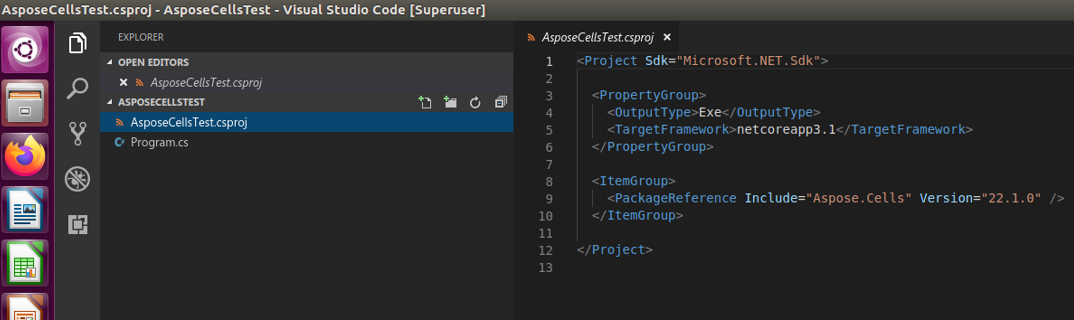 AsposeCellsTest.csproj - AsposeCellsTest - Visual Studio Code [Superuser]
EXPLORER
OPEN EDITORS
AsposeCellsTest.csproj
ASPOSECELLSTEST
AsposeCellsTest.csproj
Program.cs
AsposeCellsTest.csproj
1 <Project Sdk="Microsoft.NET.Sdk">
2
3 <PropertyGroup>
4 <OutputType>Exe</OutputType>
5 <TargetFramework>netcoreapp3.1</TargetFramework>
6 </PropertyGroup>
7
8 <ItemGroup>
9 <PackageReference Include="Aspose.Cells" Version="22.1.0" />
10 </ItemGroup>
11
12 </Project>
13